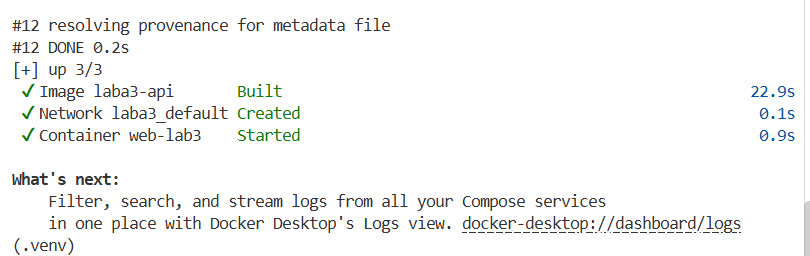 #12 resolving provenance for metadata file
#12 DONE 0.2s
[+] up 3/3
✓ Image laba3-api Built 22.9s
✓ Network laba3_default Created 0.1s
✓ Container web-lab3 Started 0.9s
What's next:
Filter, search, and stream logs from all your Compose services
in one place with Docker Desktop's Logs view. docker-desktop://dashboard/logs
(.venv)